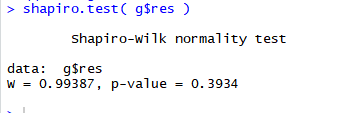 > shapiro.test( g$res )
Shapiro-Wilk normality test
data:  g$res
W = 0.99387, p-value = 0.3934
>